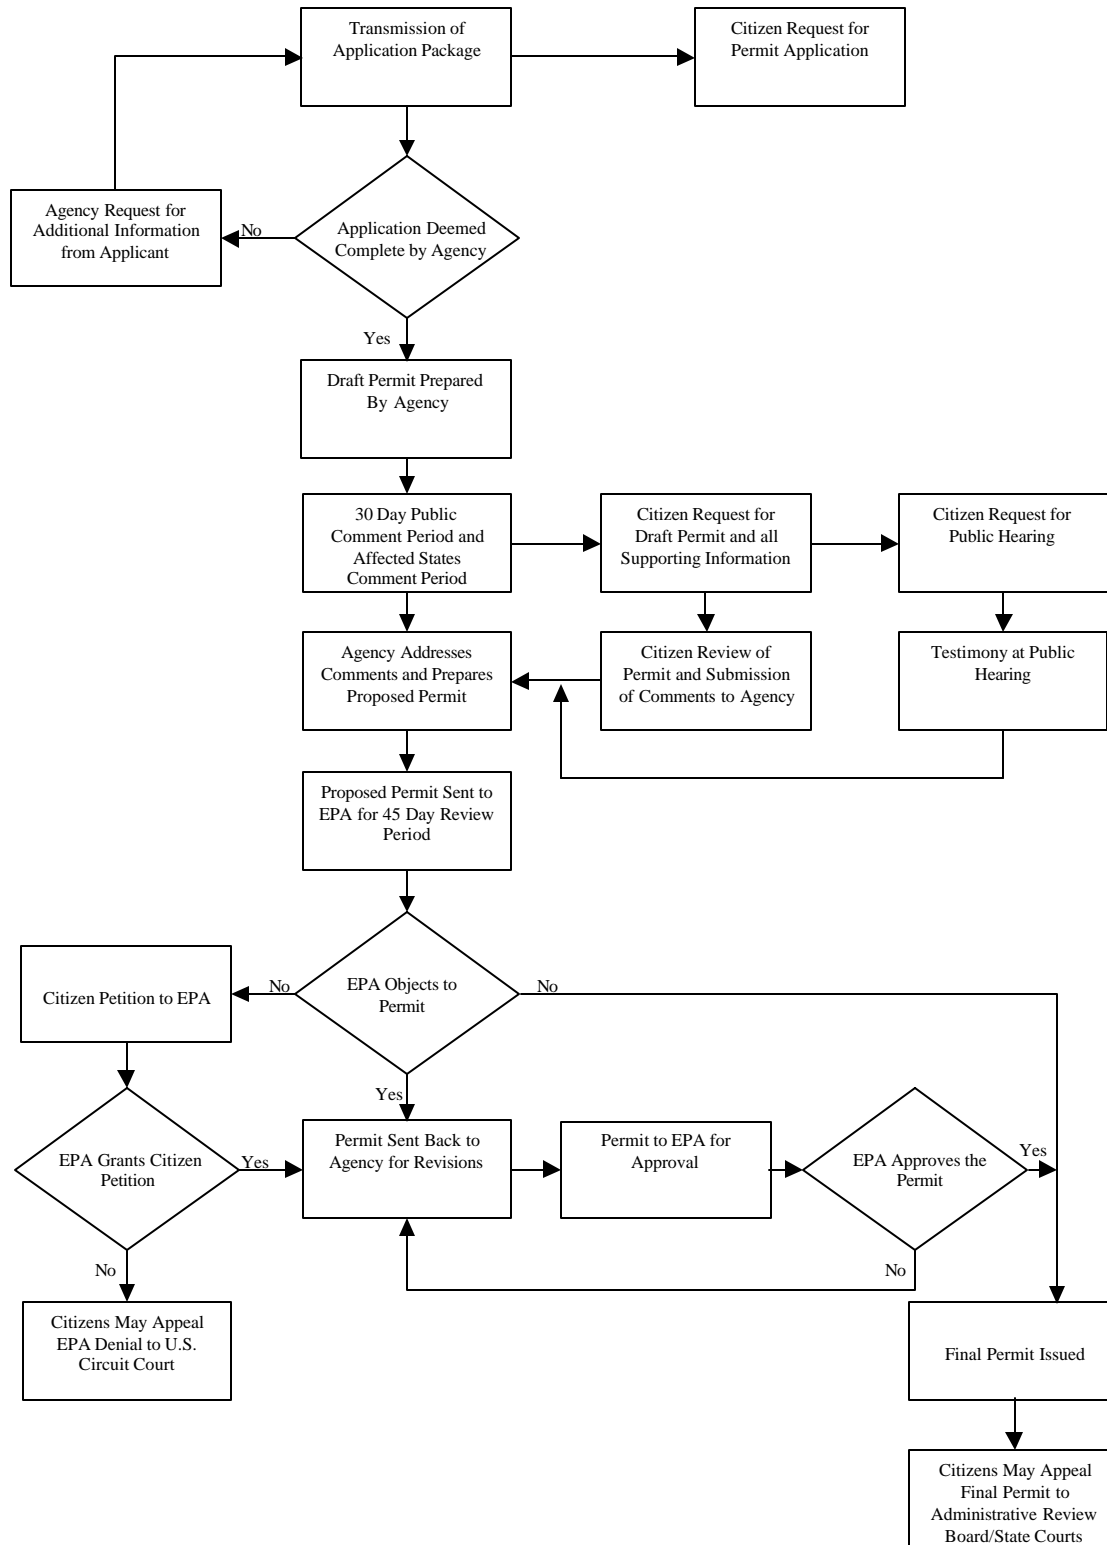 Transmission of
Application Package
Citizen Request for
Permit Application
Agency Request for
Additional Information
from Applicant
No
Application Deemed
Complete by Agency
Yes
Draft Permit Prepared
By Agency
30 Day Public
Comment Period and
Affected States
Comment Period
Citizen Request for
Draft Permit and all
Supporting Information
Citizen Request for
Public Hearing
Agency Addresses
Comments and Prepares
Proposed Permit
Citizen Review of
Permit and Submission
of Comments to Agency
Testimony at Public
Hearing
Proposed Permit Sent to
EPA for 45 Day Review
Period
Citizen Petition to EPA
No
EPA Objects to
Permit
No
Yes
EPA Grants Citizen
Petition
Yes
Permit Sent Back to
Agency for Revisions
Permit to EPA for
Approval
EPA Approves the
Permit
Yes
No
No
Citizens May Appeal
EPA Denial to U.S.
Circuit Court
Final Permit Issued
Citizens May Appeal
Final Permit to
Administrative Review
Board/State Courts